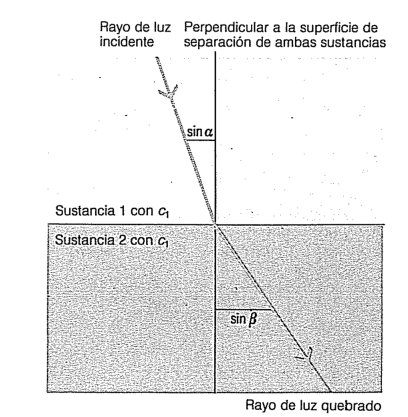 Rayo de luz
incidente
Perpendicular a la superficie de
separación de ambas sustancias
sin α
Sustancia 1 con c₁
Sustancia 2 con c₁
sin β
Rayo de luz quebrado